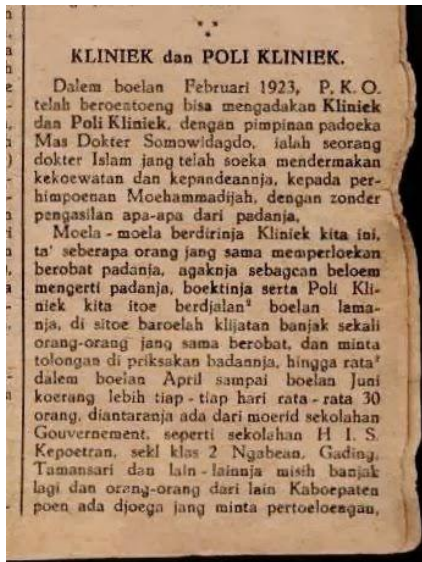 KLINIEK dan POLI KLINIEK.
Dalem boelan Februari 1923, P. K. O.
telah beroentoeng bisa mengadakan Kliniek
dan Poli Kliniek, dengan pimpinan padoeka
Mas Dokter Somowidagdo, ialah seorang
dokter Islam jang telah soeka mendermakan
kekoewatan dan kepandeannja, kepada per-
himpoenan Moehammadijah, dengan zonder
pengasilan apa-apa dari padanja,
Moela - moela berdirinja Kliniek kita ini,
ta' seberapa orang jang sama memperloekan
berobat padanja, agaknja sebagean beloem
mengerti padanja, boektinja serta Poli Kli-
niek kita itoe berdjalan² boelan lama-
nja, di sitoe baroelah klijatan banjak sekali
orang-orang jang sama berobat, dan minta
tolongan di priksakan badannja, hingga rata²
dalem boelan April sampai boelan Juni
koerang lebih tiap - tiap hari rata - rata 30
orang, diantaranja ada dari moerid sekolahan
Gouvernement, seperti sekolahan H I. S.
Kepoetran, sekl klas 2 Ngabean, Gading,
Tamansari dan lain - lainnja misih banjak
lagi dan orang-orang dari lain Kaboepaten
poen ada djoega jang minta pertoeloengan,